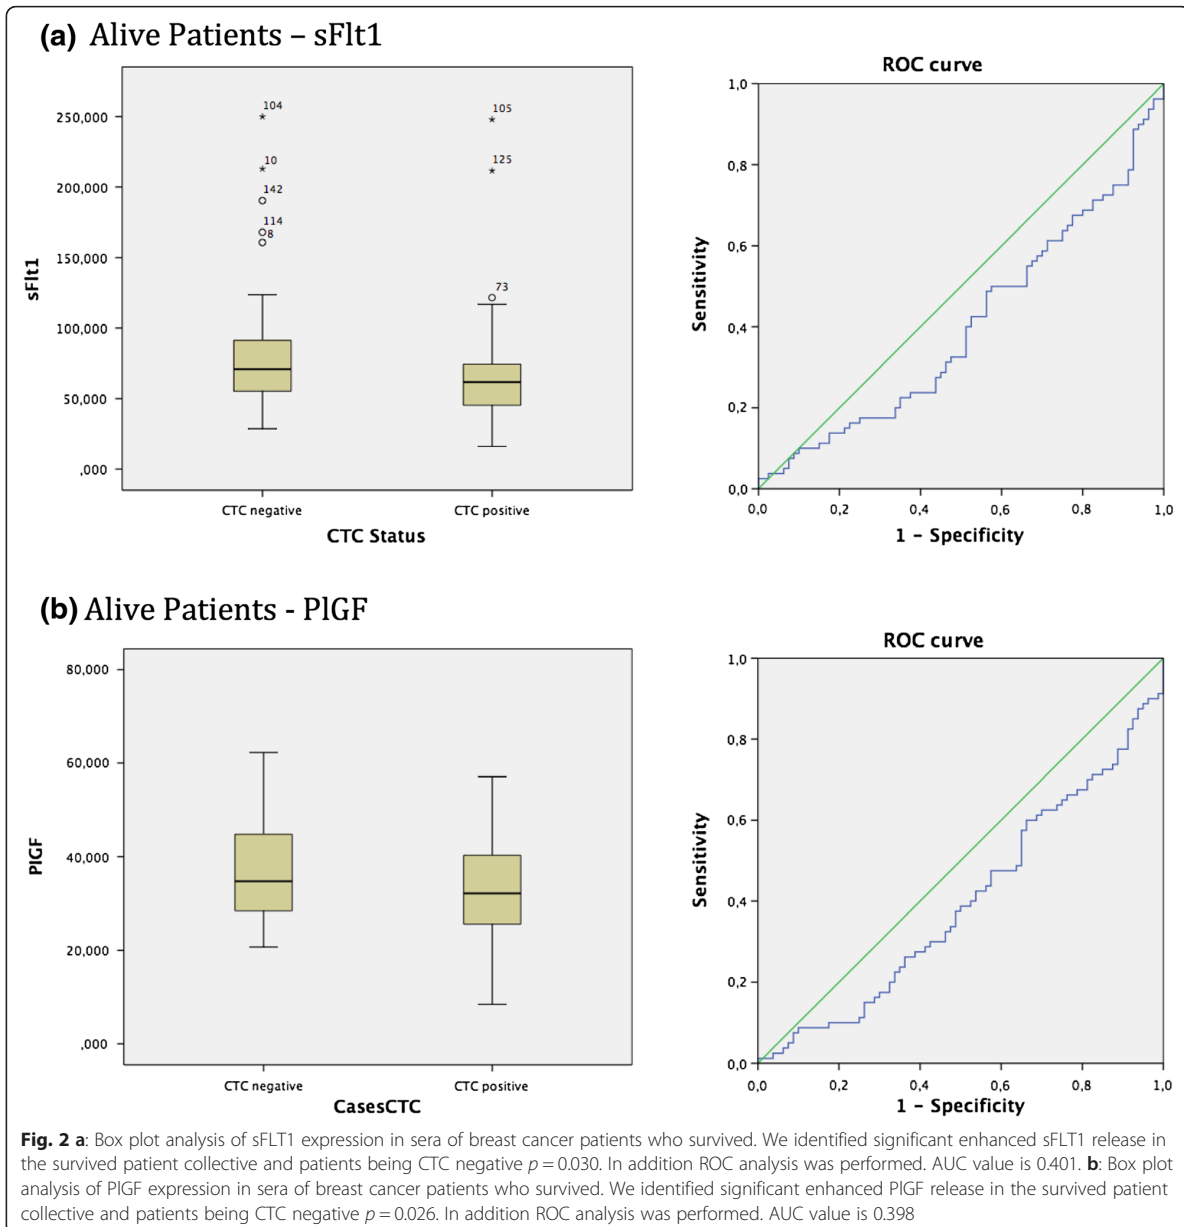 (a) Alive Patients – sFlt1
250,000
200,000
150,000
100,000
50,000
,000
sFlt1
104
10
142
114
8
105
125
73
CTC negative
CTC positive
CTC Status
ROC curve
1,0
0,8
0,6
0,4
0,2
0,0
Sensitivity
0,0 0,2 0,4 0,6 0,8 1,0
1 - Specificity
(b) Alive Patients - PlGF
80,000
60,000
40,000
20,000
,000
PlGF
CTC negative
CTC positive
CasesCTC
ROC curve
1,0
0,8
0,6
0,4
0,2
0,0
Sensitivity
0,0 0,2 0,4 0,6 0,8 1,0
1 - Specificity
Fig. 2 a: Box plot analysis of sFLT1 expression in sera of breast cancer patients who survived. We identified significant enhanced sFLT1 release in
the survived patient collective and patients being CTC negative p = 0.030. In addition ROC analysis was performed. AUC value is 0.401. b: Box plot
analysis of PlGF expression in sera of breast cancer patients who survived. We identified significant enhanced PlGF release in the survived patient
collective and patients being CTC negative p = 0.026. In addition ROC analysis was performed. AUC value is 0.398